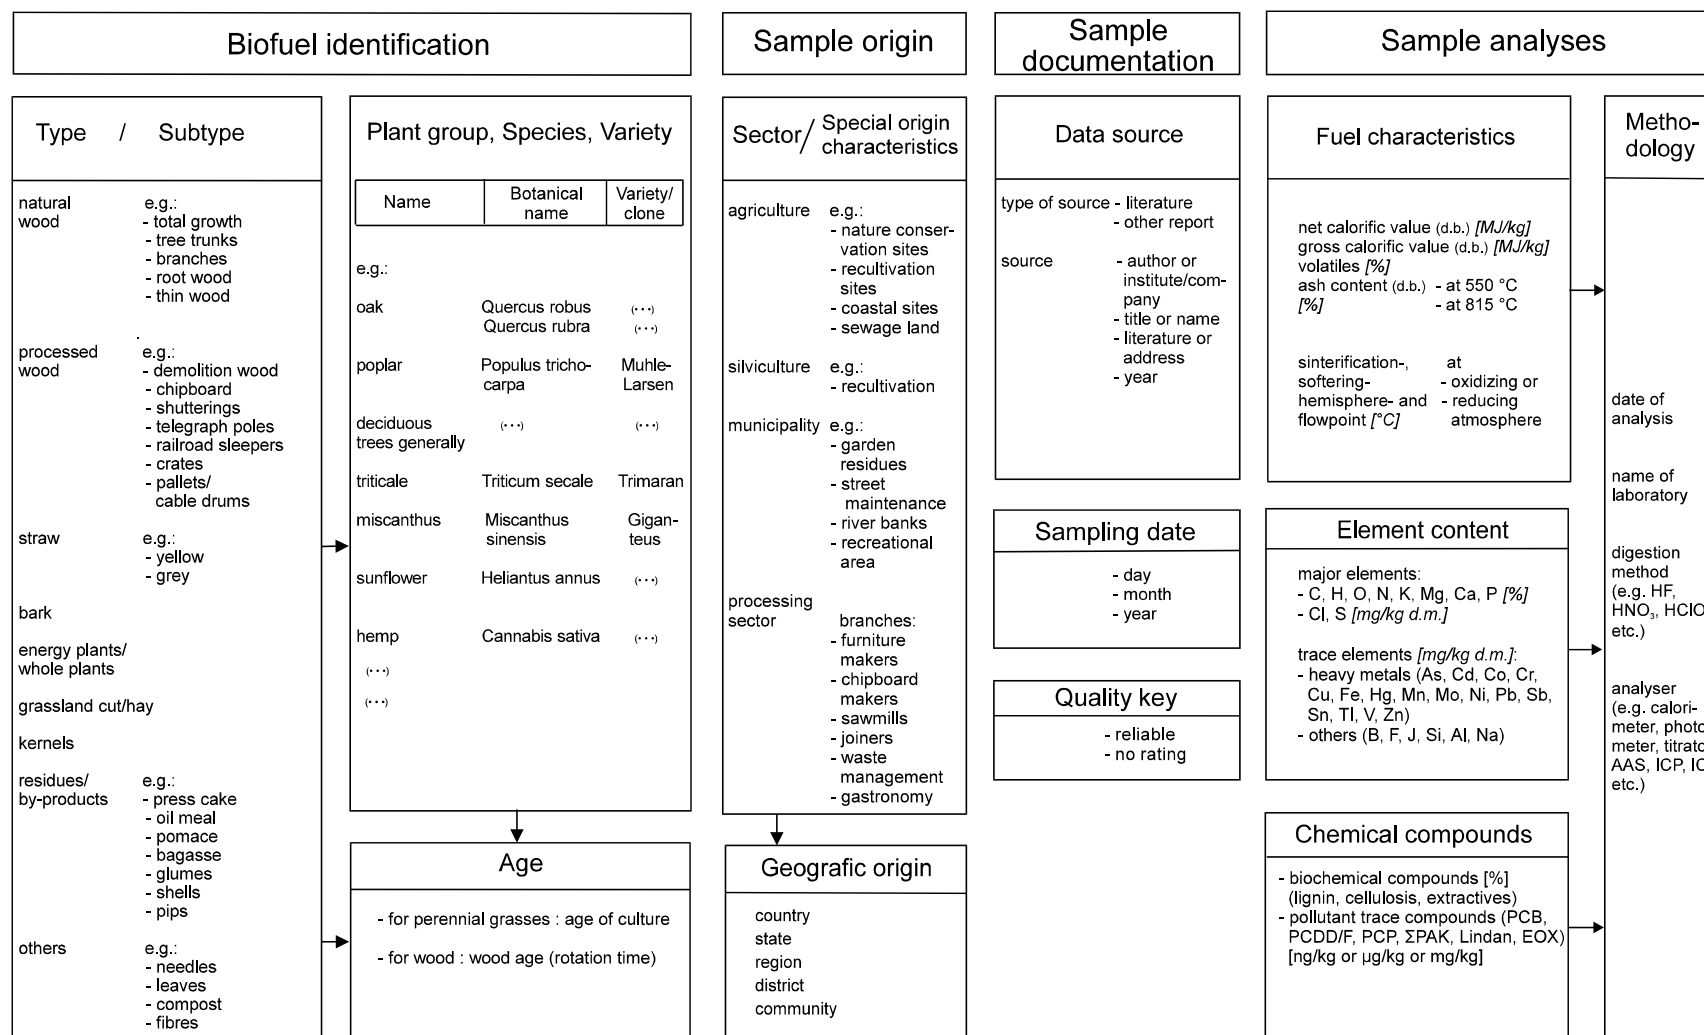 Biofuel identification
Sample origin
Sample
documentation
Sample analyses
Type / Subtype
natural e.g.:
wood - total growth
- tree trunks
- branches
- root wood
- thin wood
processed e.g.:
wood - demolition wood
- chipboard
- shutterings
- telegraph poles
- railroad sleepers
- crates
- pallets/
cable drums
straw e.g.:
- yellow
- grey
bark
energy plants/
whole plants
grassland cut/hay
kernels
residues/ e.g.:
by-products - press cake
- oil meal
- pomace
- bagasse
- glumes
- shells
- pips
others e.g.:
- needles
- leaves
- compost
- fibres
Plant group, Species, Variety
Name Botanical Variety/
name clone
e.g.:
oak Quercus robus (···)
Quercus rubra (···)
poplar Populus tricho- Muhle-
carpa Larsen
deciduous (···) (···)
trees generally
triticale Triticum secale Trimaran
miscanthus Miscanthus Gigan-
sinensis teus
sunflower Heliantus annus (···)
hemp Cannabis sativa (···)
(···)
(···)
Age
- for perennial grasses : age of culture
- for wood : wood age (rotation time)
Sector / Special origin
characteristics
agriculture e.g.:
- nature conser-
vation sites
- recultivation
sites
- coastal sites
- sewage land
silviculture e.g.:
- recultivation
municipality e.g.:
- garden
residues
- street
maintenance
- river banks
- recreational
area
processing
sector branches:
- furniture
makers
- chipboard
makers
- sawmills
- joiners
- waste
management
- gastronomy
Geografic origin
country
state
region
district
community
Data source
type of source - literature
- other report
source - author or
institute/com-
pany
- title or name
- literature or
address
- year
Sampling date
- day
- month
- year
Quality key
- reliable
- no rating
Fuel characteristics
net calorific value (d.b.) [MJ/kg]
gross calorific value (d.b.) [MJ/kg]
volatiles [%]
ash content (d.b.) - at 550 °C
[%] - at 815 °C
sinterification-, at
softering- - oxidizing or
hemisphere- and - reducing
flowpoint [°C] atmosphere
Element content
major elements:
- C, H, O, N, K, Mg, Ca, P [%]
- Cl, S [mg/kg d.m.]
trace elements [mg/kg d.m.]:
- heavy metals (As, Cd, Co, Cr,
Cu, Fe, Hg, Mn, Mo, Ni, Pb, Sb,
Sn, Tl, V, Zn)
- others (B, F, J, Si, Al, Na)
Chemical compounds
- biochemical compounds [%]
(lignin, cellulosis, extractives)
- pollutant trace compounds (PCB,
PCDD/F, PCP, ΣPAK, Lindan, EOX)
[ng/kg or µg/kg or mg/kg]
Metho-
dology
date of
analysis
name of
laboratory
digestion
method
(e.g. HF,
HNO₃, HClO
etc.)
analyser
(e.g. calori-
meter, photo
meter, titrato
AAS, ICP, IC
etc.)